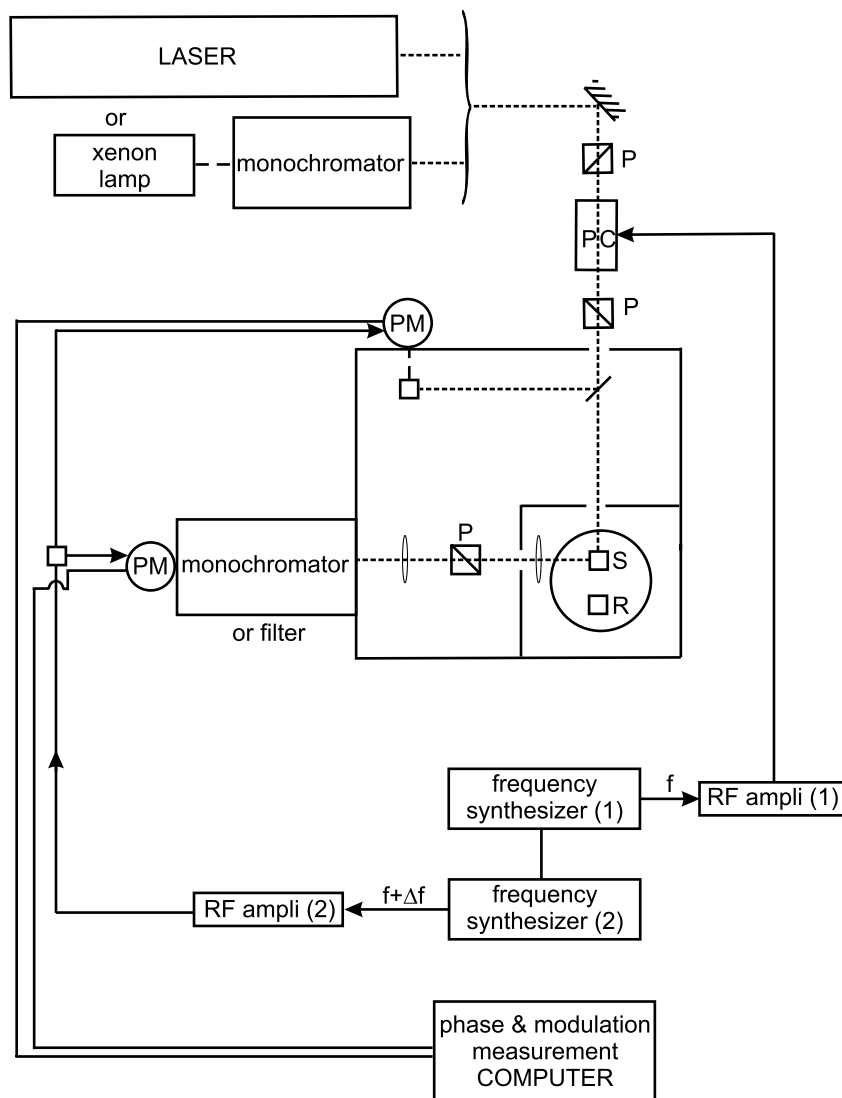 LASER
or
xenon
lamp
monochromator
P
PC
P
PM
P
PM
monochromator
S
R
or filter
frequency
synthesizer (1)
f
RF ampli (1)
RF ampli (2)
f+Δf
frequency
synthesizer (2)
phase & modulation
measurement
COMPUTER